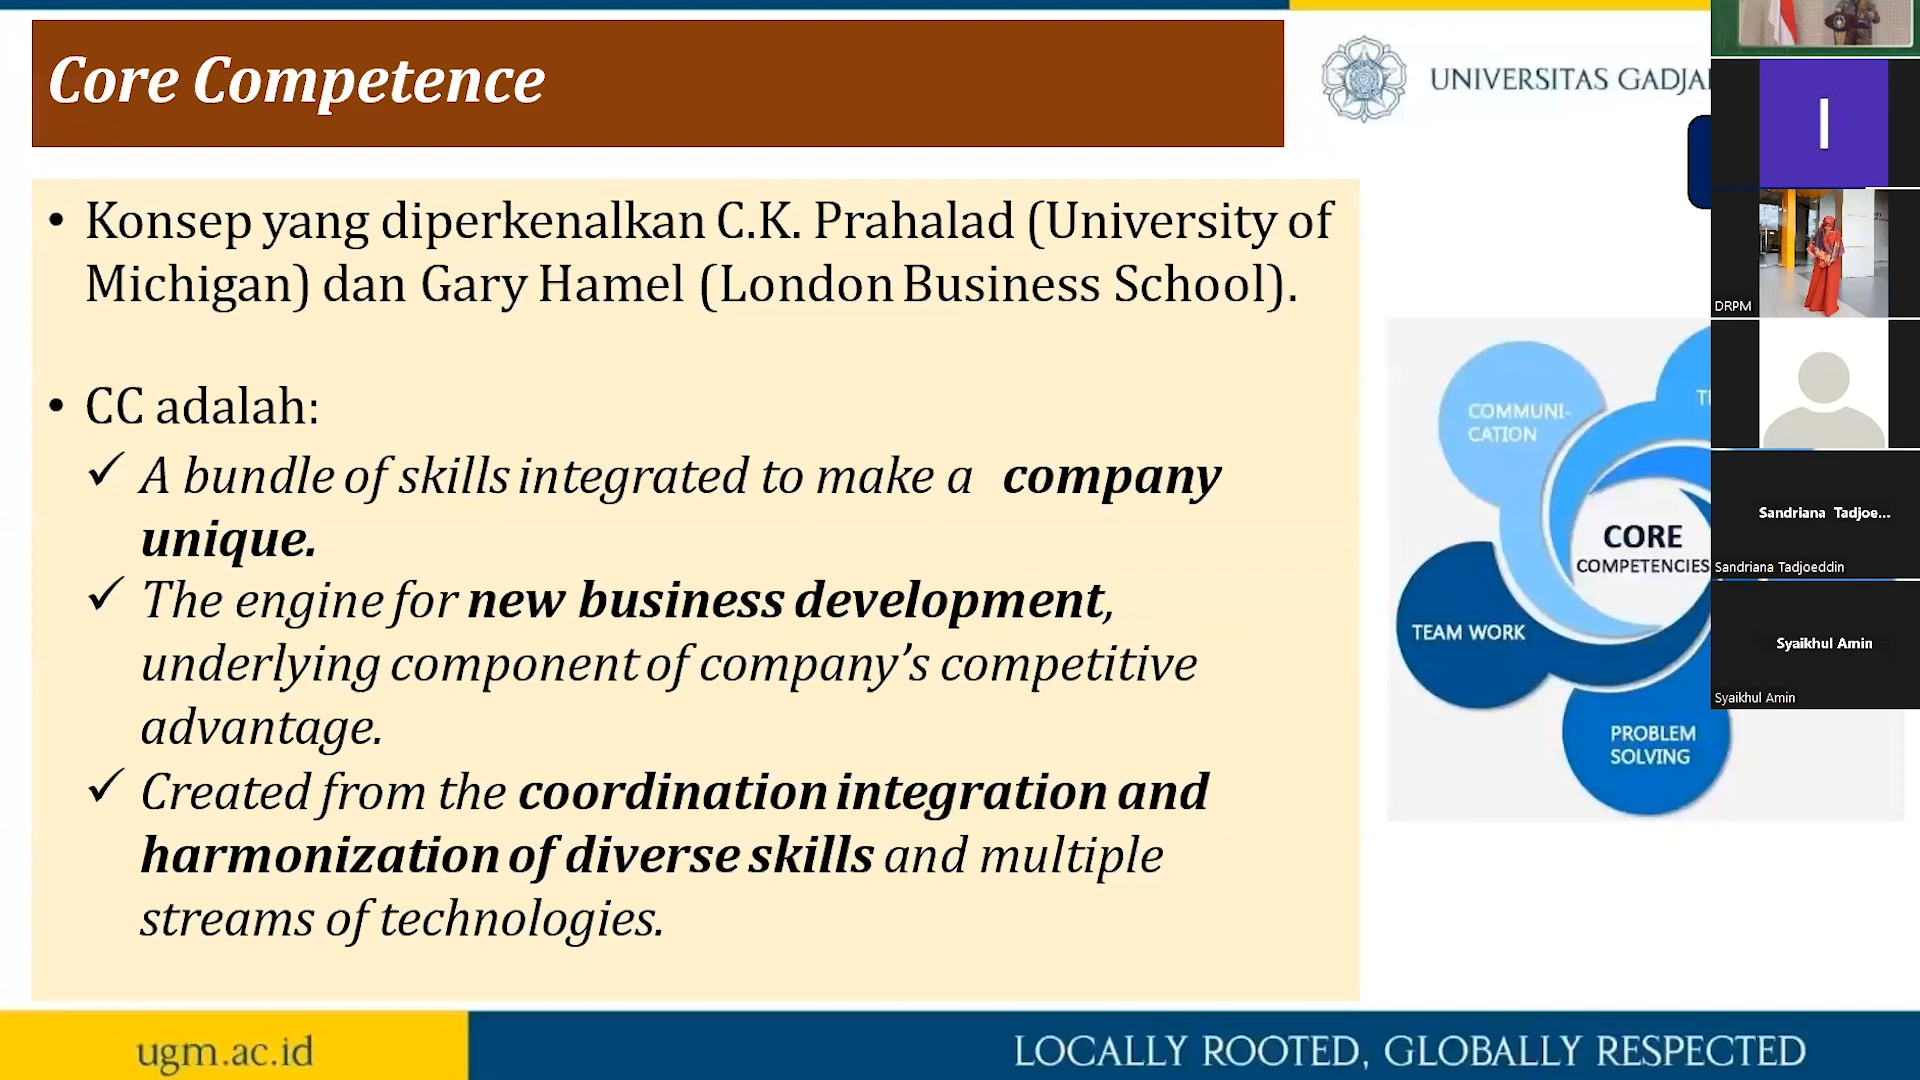 Core Competence
UNIVERSITAS
• Konsep yang diperkenalkan C.K. Prahalad (University of
Michigan) dan Gary Hamel (London Business School).
• CC adalah:
✓ A bundle of skills integrated to make a company
unique.
✓ The engine for new business development,
underlying component of company’s competitive
advantage.
✓ Created from the coordination integration and
harmonization of diverse skills and multiple
streams of technologies.
COMMUNI-
CATION
CORE
COMPETENCIES
TEAM WORK
PROBLEM
SOLVING
I
DRPM
Sandriana Tadjoe...
Sandriana Tadjoeddin
Syaikhul Amin
Syaikhul Amin
ugm.ac.id
LOCALLY ROOTED, GLOBALLY RESPECTED